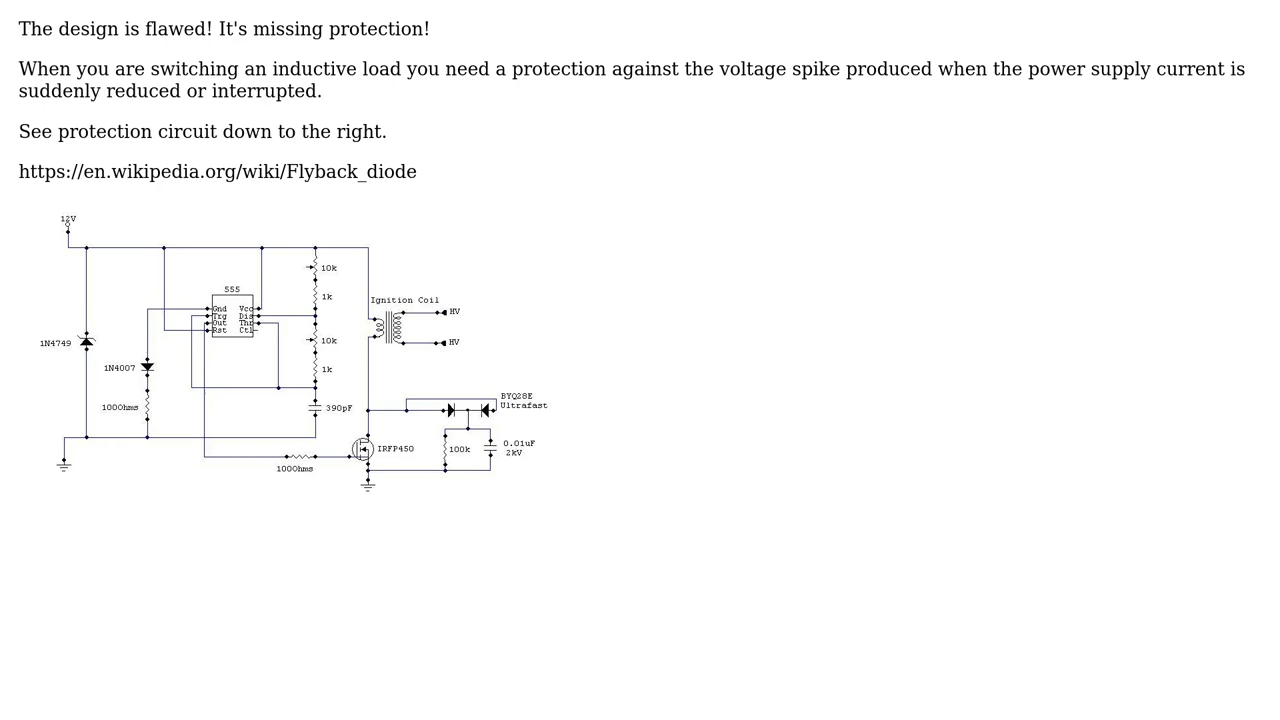 The design is flawed! It's missing protection!
When you are switching an inductive load you need a protection against the voltage spike produced when the power supply current is
suddenly reduced or interrupted.
See protection circuit down to the right.
https://en.wikipedia.org/wiki/Flyback_diode
12V
10k
555
1k
Ignition Coil
Gnd Vcc
HV
Trg Dis
Out Thr
Rst Ctl
10k
1N4749
HV
1N4007
1k
BYQ28E
Ultrafast
100Ohms
390pF
IRFP450
100k
0.01uF
2kV
100Ohms